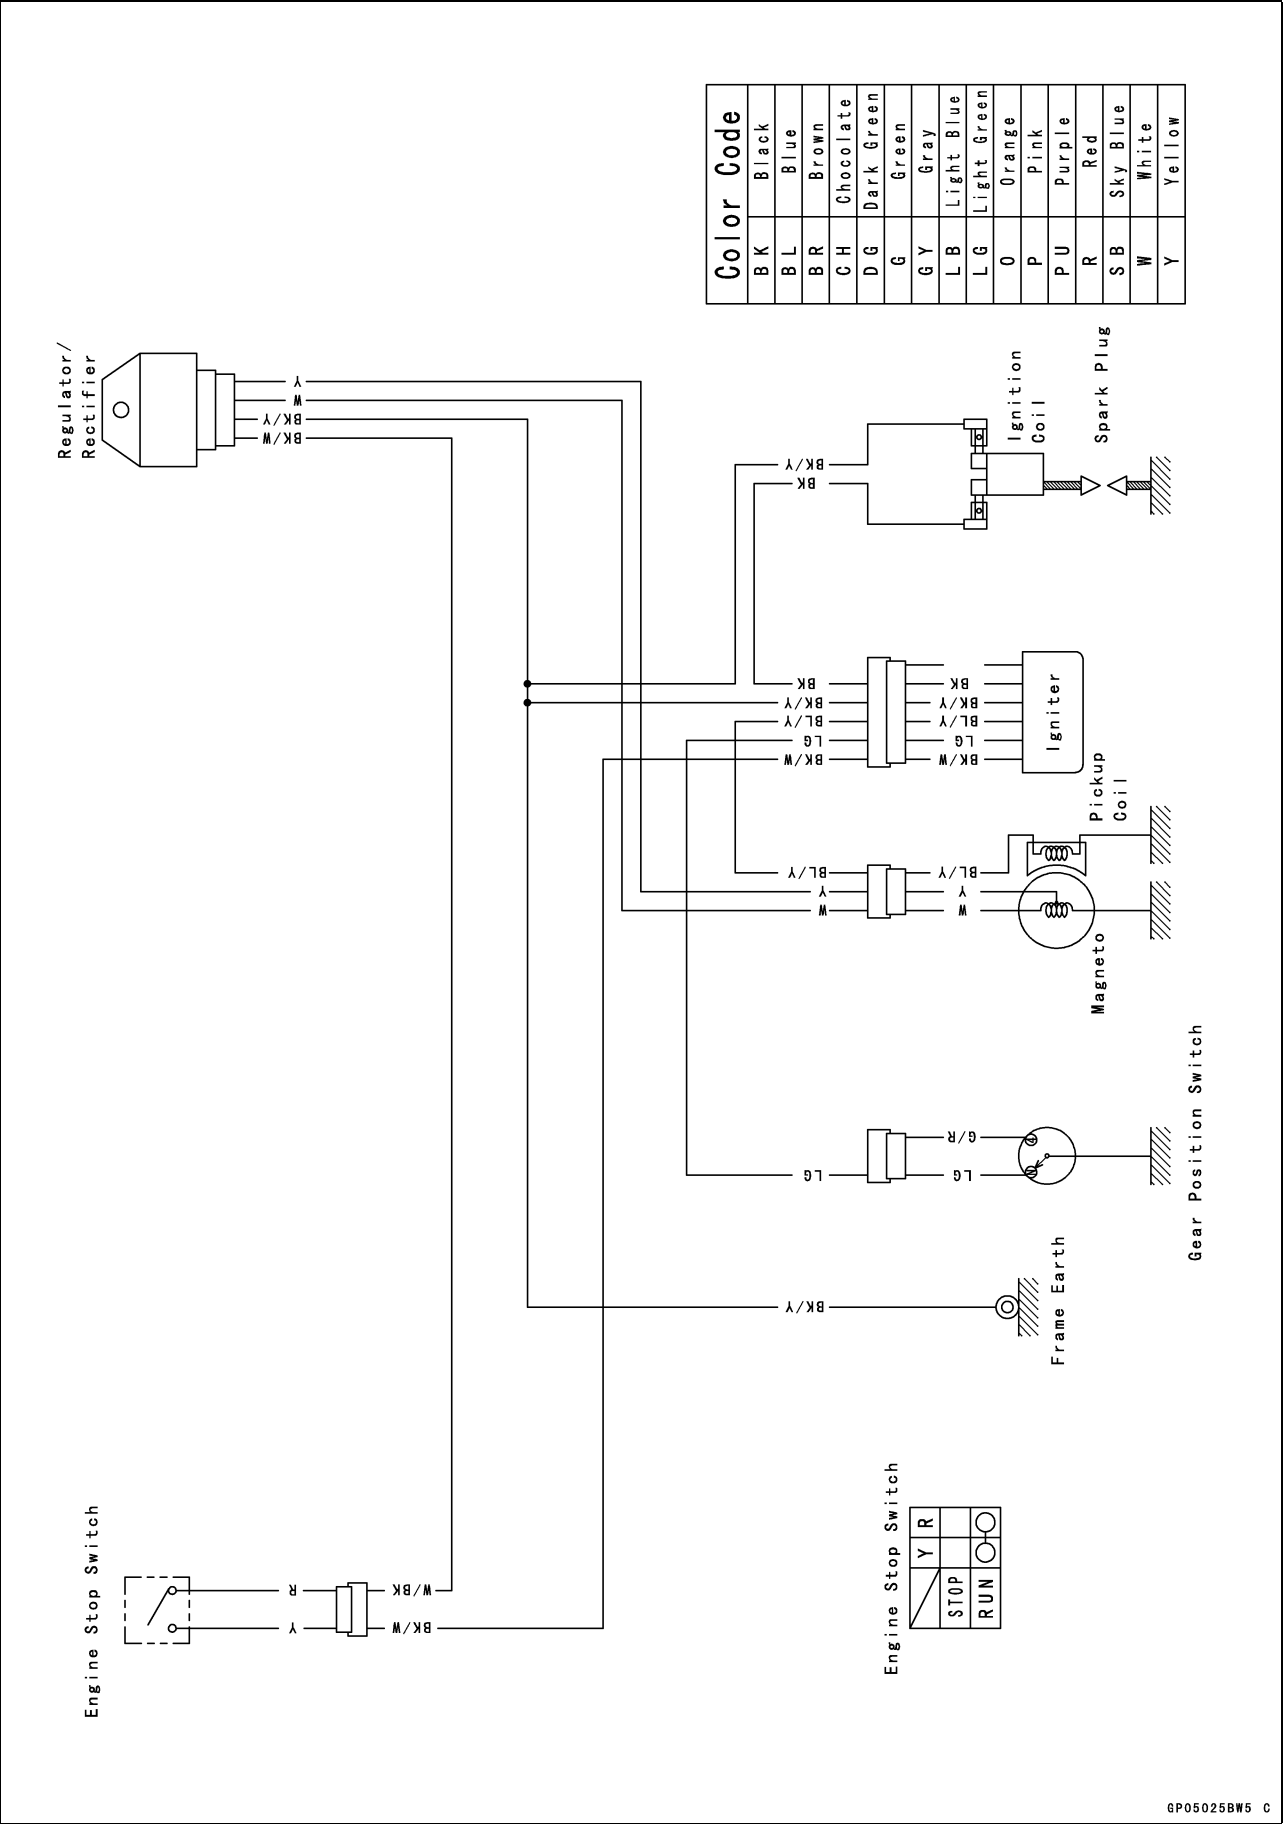 Color Code
BK Black
BL Blue
BR Brown
CH Chocolate
DG Dark Green
G Green
GY Gray
LB Light Blue
LG Light Green
O Orange
P Pink
PU Purple
R Red
SB Sky Blue
W White
Y Yellow
Regulator/
Rectifier
Y
W
BK/Y
BK/W
BK/Y
BK
Ignition
Coil
Spark Plug
BK
BK/Y
BL/Y
LG
BK/W
BK
BK/Y
BL/Y
LG
BK/W
Igniter
Pickup
Coil
BL/Y
Y
W
BL/Y
Y
W
Magneto
G/R
LG
LG
4
N
Gear Position Switch
BK/Y
Frame Earth
Engine Stop Switch
R
Y
W/BK
BK/W
Engine Stop Switch
Y R
STOP
RUN
GP05025BW5 C